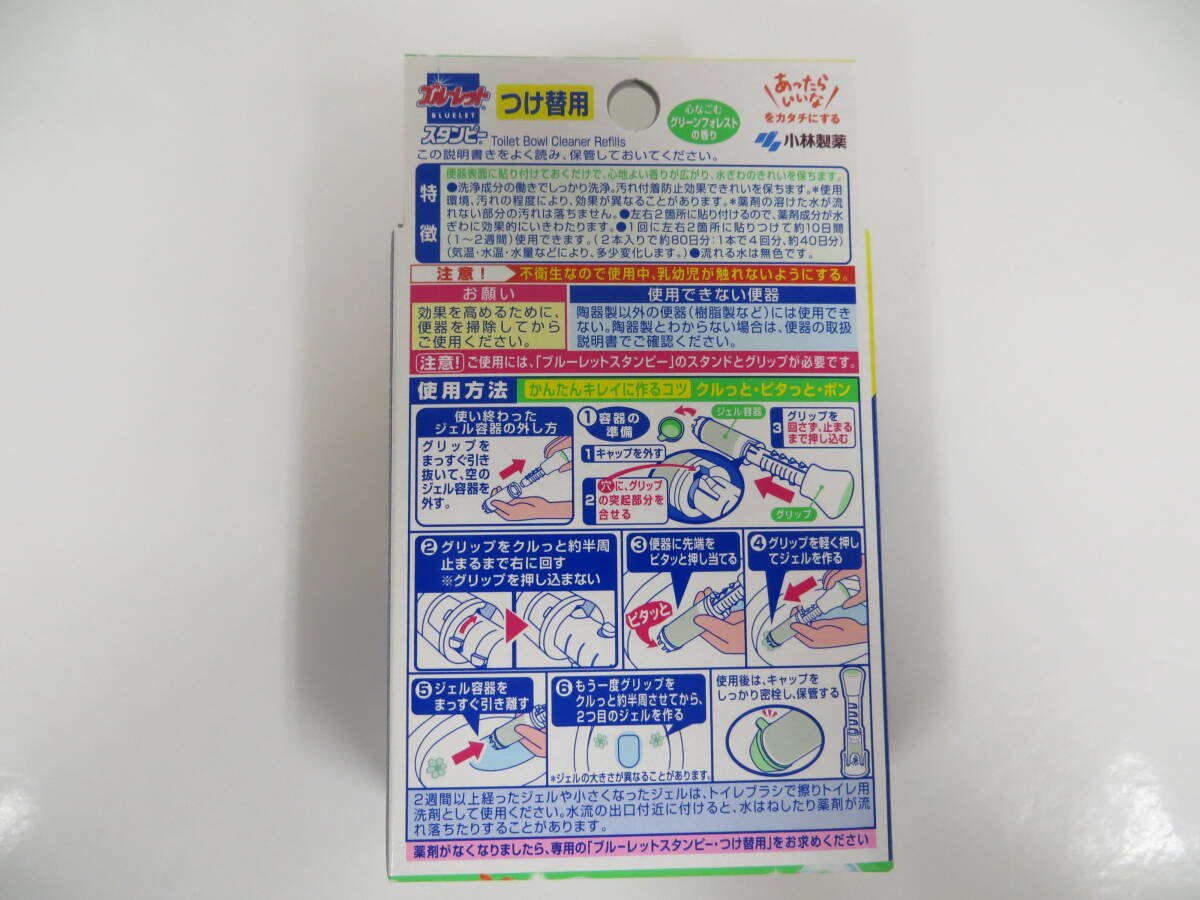 ブルーレット
BLUELET
スタンピー®
つけ替用
Toilet Bowl Cleaner Refills
心なごむ
グリーンフォレスト
の香り
あったら
いいな
をカタチにする
小林製薬
この説明書きをよく読み、保管しておいてください。
特徴
便器表面に貼り付けておくだけで、心地よい香りが広がり、水ぎわのきれいを保ちます。
●洗浄成分の働きでしっかり洗浄。汚れ付着防止効果できれいを保ちます。*使用
環境、汚れの程度により、効果が異なることがあります。*薬剤の溶けた水が流
れない部分の汚れは落ちません。●左右2箇所に貼り付けるので、薬剤成分が水
ぎわに効果的にいきわたります。●1回に左右2箇所に貼りつけて約10日間
(1～2週間)使用できます。(2本入りで約80日分:1本で4回分、約40日分)
(気温・水温・水量などにより、多少変化します。)●流れる水は無色です。
注意! 不衛生なので使用中、乳幼児が触れないようにする。
お願い
効果を高めるために、
便器を掃除してから
ご使用ください。
使用できない便器
陶器製以外の便器(樹脂製など)には使用でき
ない。陶器製とわからない場合は、便器の取扱
説明書でご確認ください。
注意! ご使用には、「ブルーレットスタンピー」のスタンドとグリップが必要です。
使用方法 かんたんキレイに作るコツ クルっと・ピタっと・ポン
使い終わった
ジェル容器の外し方
グリップを
まっすぐ引き
抜いて、空の
ジェル容器を
外す。
①容器の
準備
1 キャップを外す
2 穴に、グリップ
の突起部分を
合せる
ジェル容器
3 グリップを
回さず、止まる
まで押し込む
グリップ
②グリップをクルっと約半周
止まるまで右に回す
※グリップを押し込まない
③便器に先端を
ピタッと押し当てる
ピタッと
④グリップを軽く押し
てジェルを作る
⑤ジェル容器を
まっすぐ引き離す
⑥もう一度グリップを
クルっと約半周させてから、
2つ目のジェルを作る
*ジェルの大きさが異なることがあります。
使用後は、キャップを
しっかり密栓し、保管する
2週間以上経ったジェルや小さくなったジェルは、トイレブラシで擦りトイレ用
洗剤として使用ください。水流の出口付近に付けると、水はねしたり薬剤が流
れ落ちたりすることがあります。
薬剤がなくなりましたら、専用の「ブルーレットスタンピー・つけ替用」をお求めください